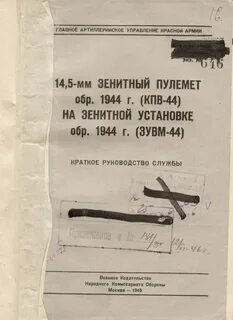 ГЛАВНОЕ АРТИЛЛЕРИЙСКОЕ УПРАВЛЕНИЕ КРАСНОЙ АРМИИ
646
14,5-мм ЗЕНИТНЫЙ ПУЛЕМЕТ
обр. 1944 г. (КПВ-44)
НА ЗЕНИТНОЙ УСТАНОВКЕ
обр. 1944 г. (ЗУВМ-44)
КРАТКОЕ РУКОВОДСТВО СЛУЖБЫ
Военное Издательство
Народного Комиссариата Обороны
Москва —